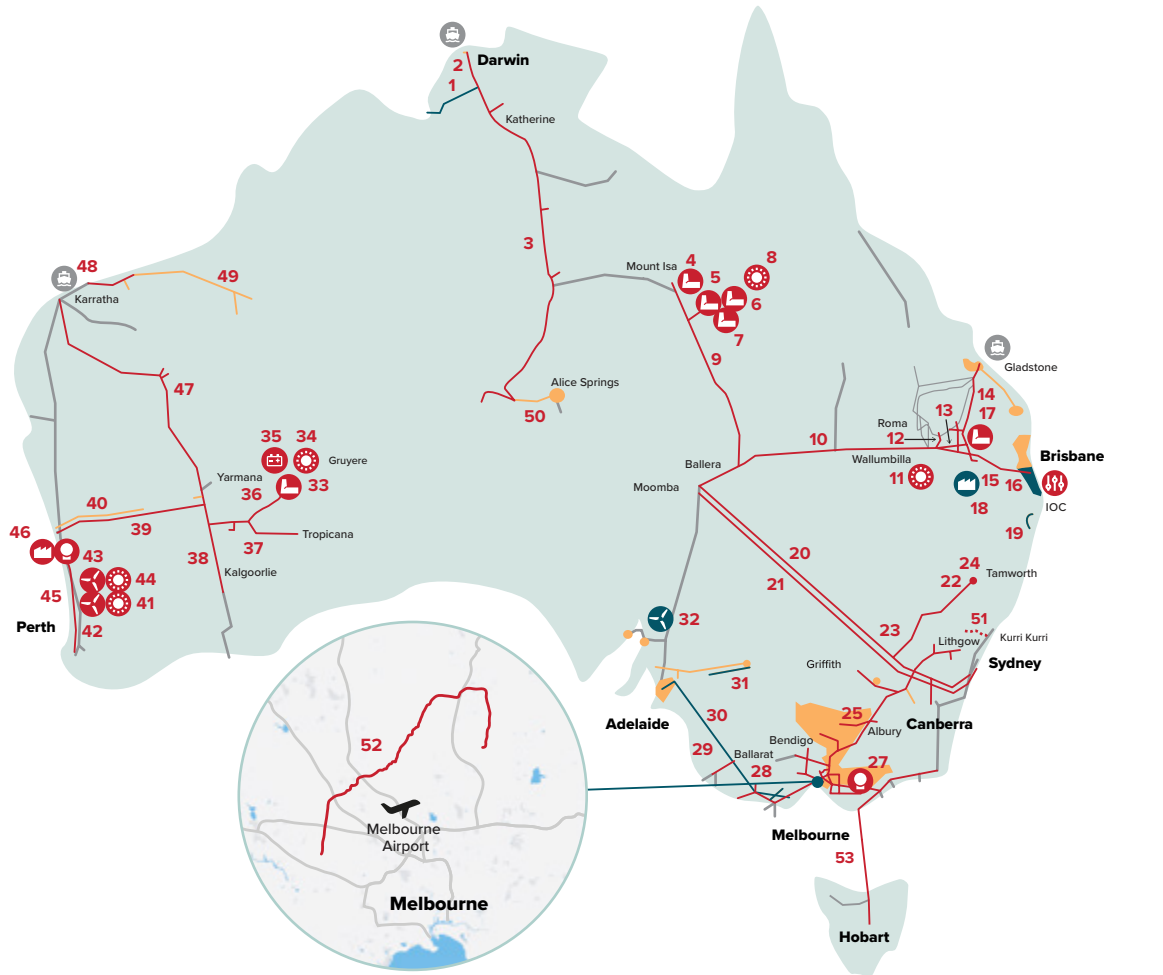 Darwin
2
1
Katherine
3
Mount Isa
4
5
8
6
7
9
48
49
Karratha
47
Gladstone
Alice Springs
50
14
13
17
Roma
12
10
35
34
Gruyere
Yarmana
36
33
Ballera
Wallumbilla
11
15
16
Brisbane
IOC
Moomba
18
19
40
39
37
Tropicana
46
43
38
44
Kalgoorlie
45
41
Perth
42
20
21
24
Tamworth
22
32
23
51
Lithgow
Kurri Kurri
Sydney
Griffith
31
30
Adelaide
25
Canberra
Albury
Bendigo
29
Ballarat
28
27
52
Melbourne
Airport
Melbourne
Melbourne
53
Hobart